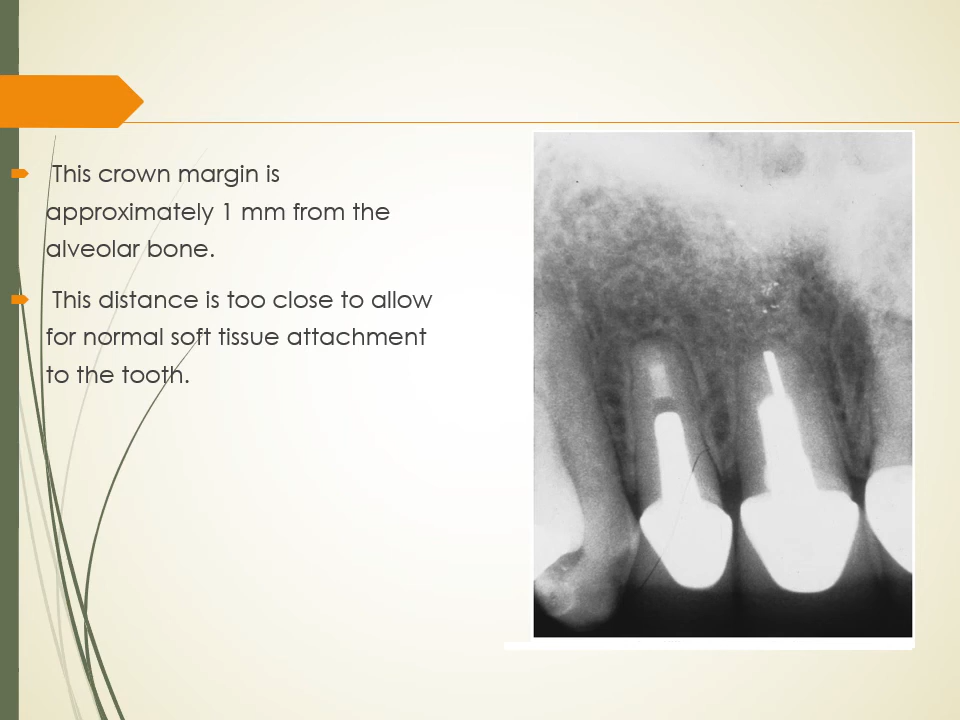 This crown margin is
approximately 1 mm from the
alveolar bone.
This distance is too close to allow
for normal soft tissue attachment
to the tooth.